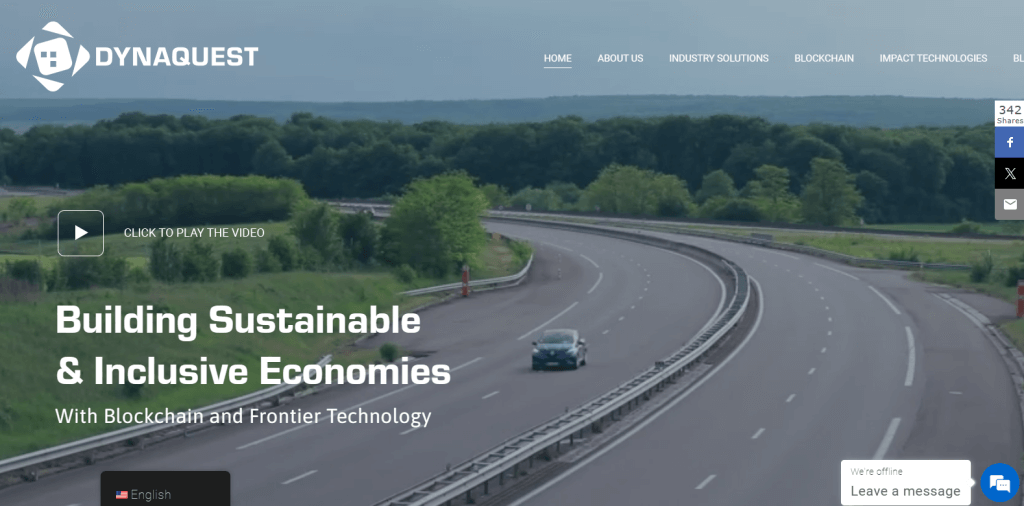 DYNAQUEST
HOME ABOUT US INDUSTRY SOLUTIONS BLOCKCHAIN IMPACT TECHNOLOGIES BL
342
Shares
CLICK TO PLAY THE VIDEO
Building Sustainable
& Inclusive Economies
With Blockchain and Frontier Technology
English
We're offline
Leave a message